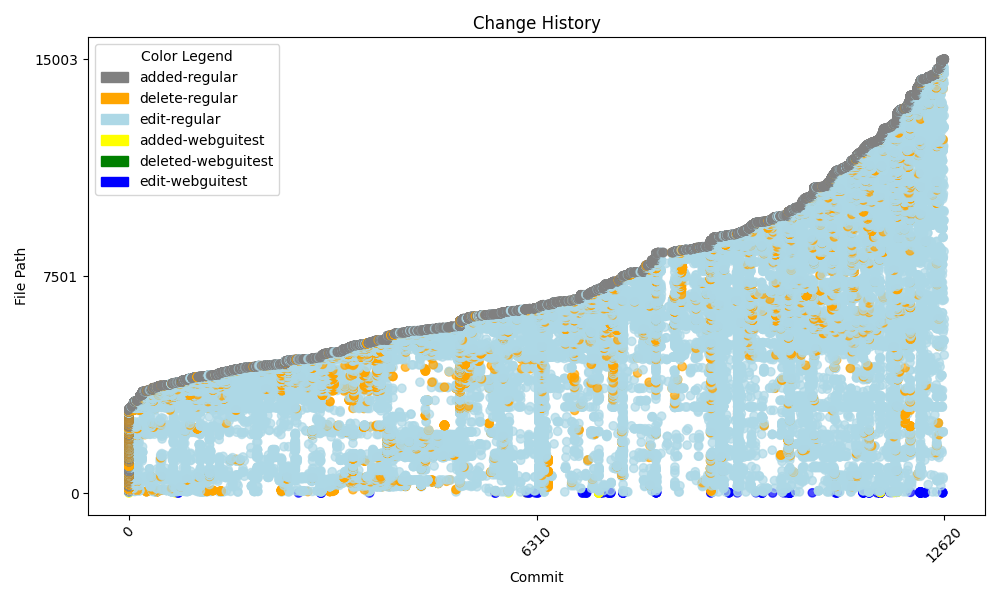 Change History
Color Legend
added-regular
delete-regular
edit-regular
added-webguitest
deleted-webguitest
edit-webguitest
15003
7501
0
File Path
0
6310
12620
Commit